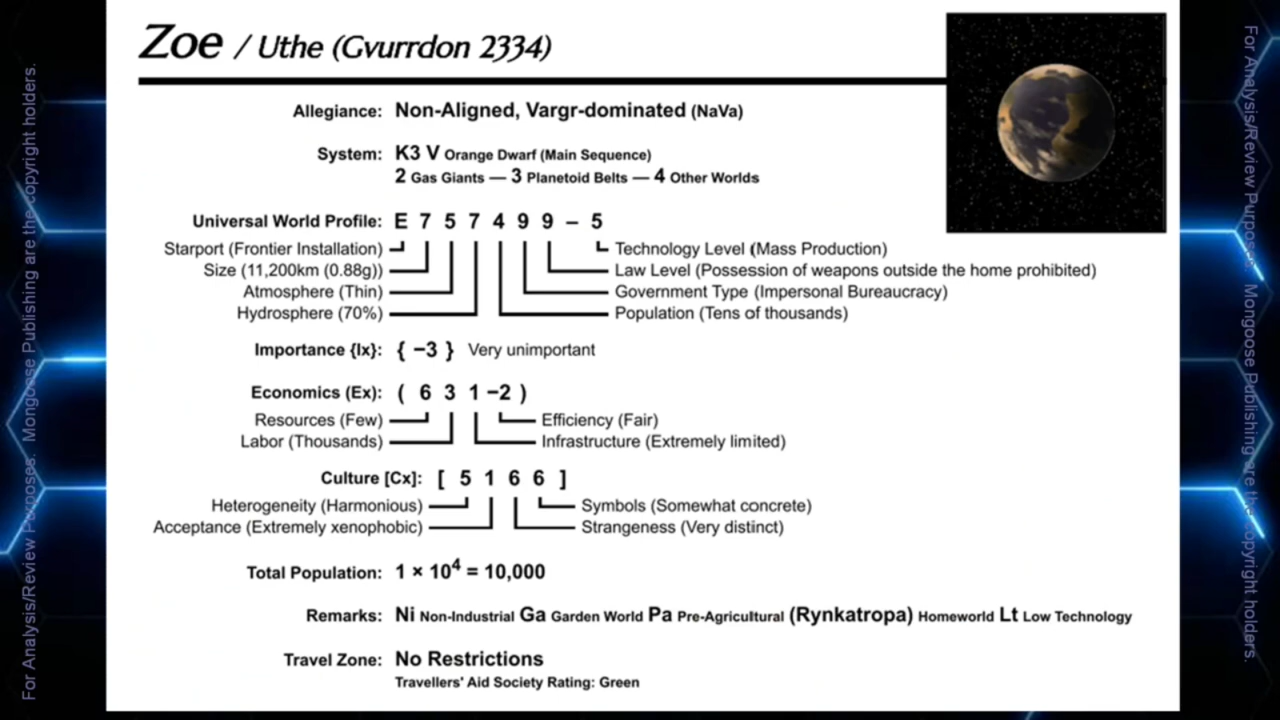 Zoe / Uthe (Gvurrdon 2334)
Allegiance: Non-Aligned, Vargr-dominated (NaVa)
System: K3 V Orange Dwarf (Main Sequence)
2 Gas Giants — 3 Planetoid Belts — 4 Other Worlds
Universal World Profile: E 7 5 7 4 9 9 – 5
Starport (Frontier Installation) Technology Level (Mass Production)
Size (11,200km (0.88g)) Law Level (Possession of weapons outside the home prohibited)
Atmosphere (Thin) Government Type (Impersonal Bureaucracy)
Hydrosphere (70%) Population (Tens of thousands)
Importance {Ix}: { −3 } Very unimportant
Economics (Ex): ( 6 3 1 −2 )
Resources (Few) Efficiency (Fair)
Labor (Thousands) Infrastructure (Extremely limited)
Culture [Cx]: [ 5 1 6 6 ]
Heterogeneity (Harmonious) Symbols (Somewhat concrete)
Acceptance (Extremely xenophobic) Strangeness (Very distinct)
Total Population: 1 × 10⁴ = 10,000
Remarks: Ni Non-Industrial Ga Garden World Pa Pre-Agricultural (Rynkatropa) Homeworld Lt Low Technology
Travel Zone: No Restrictions
Travellers' Aid Society Rating: Green
For Analysis/Review Purposes. Mongoose Publishing are the copyright holders.
For Analysis/Review Purposes. Mongoose Publishing are the copyright holders.